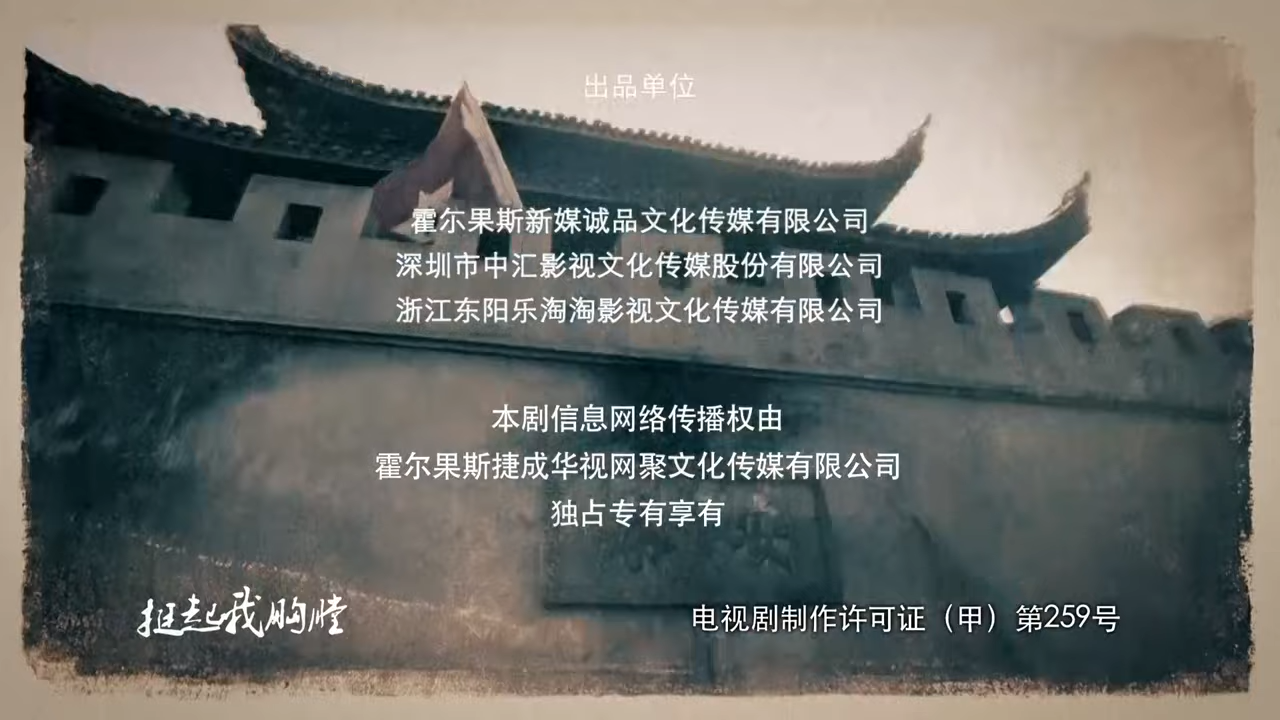 出品单位
霍尔果斯新媒诚品文化传媒有限公司
深圳市中汇影视文化传媒股份有限公司
浙江东阳乐淘淘影视文化传媒有限公司
本剧信息网络传播权由
霍尔果斯捷成华视网聚文化传媒有限公司
独占专有享有
挺起我胸膛
电视剧制作许可证（甲）第259号